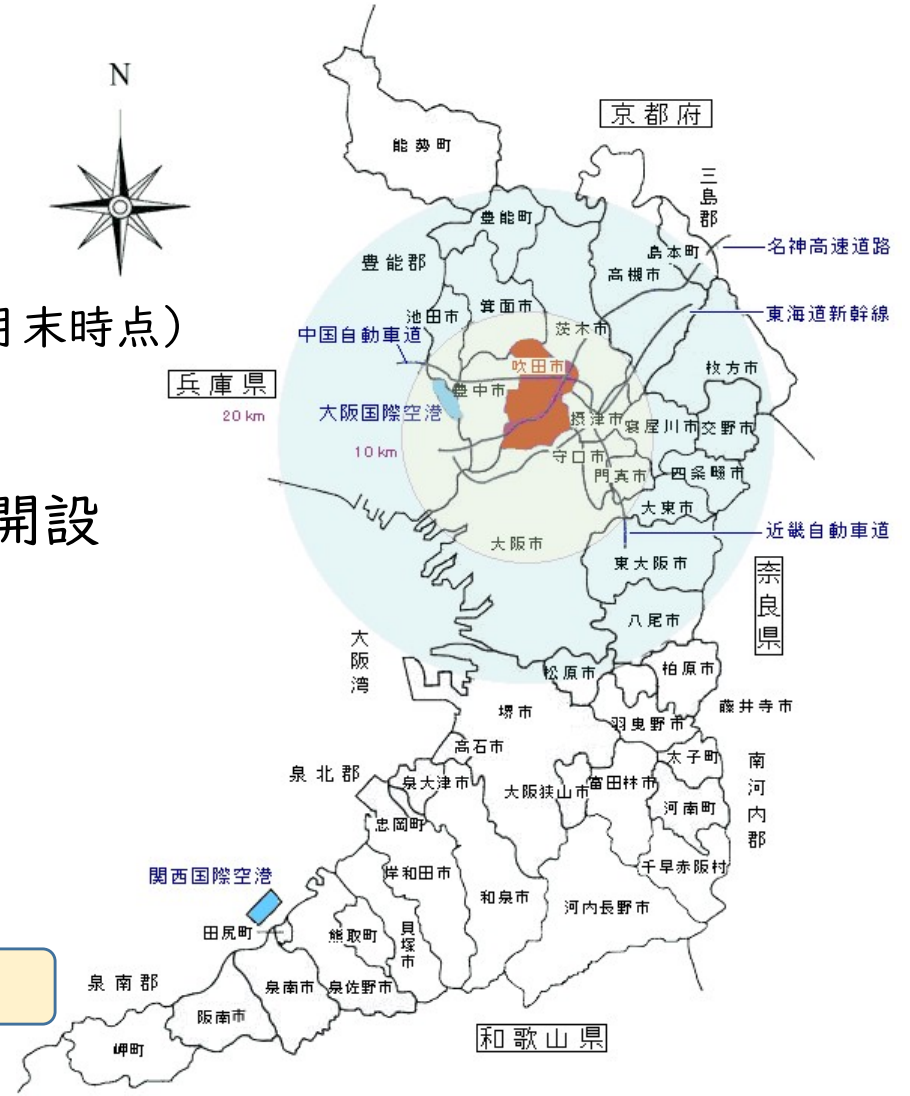 N
京都府
能勢町
三島郡
豊能町
島本町
名神高速道路
豊能郡
高槻市
箕面市
池田市
茨木市
東海道新幹線
月末時点）
中国自動車道
吹田市
枚方市
兵庫県
豊中市
20 km
大阪国際空港
摂津市
寝屋川市
交野市
10 km
守口市
門真市
四条畷市
大東市
開設
大阪市
近畿自動車道
東大阪市
奈良県
八尾市
大阪湾
松原市
柏原市
堺市
羽曳野市
藤井寺市
高石市
太子町
泉北郡
泉大津市
大阪狭山市
富田林市
南河内郡
河南町
忠岡町
岸和田市
千早赤阪村
関西国際空港
和泉市
河内長野市
田尻町
熊取町
貝塚市
泉南郡
泉南市
泉佐野市
阪南市
岬町
和歌山県